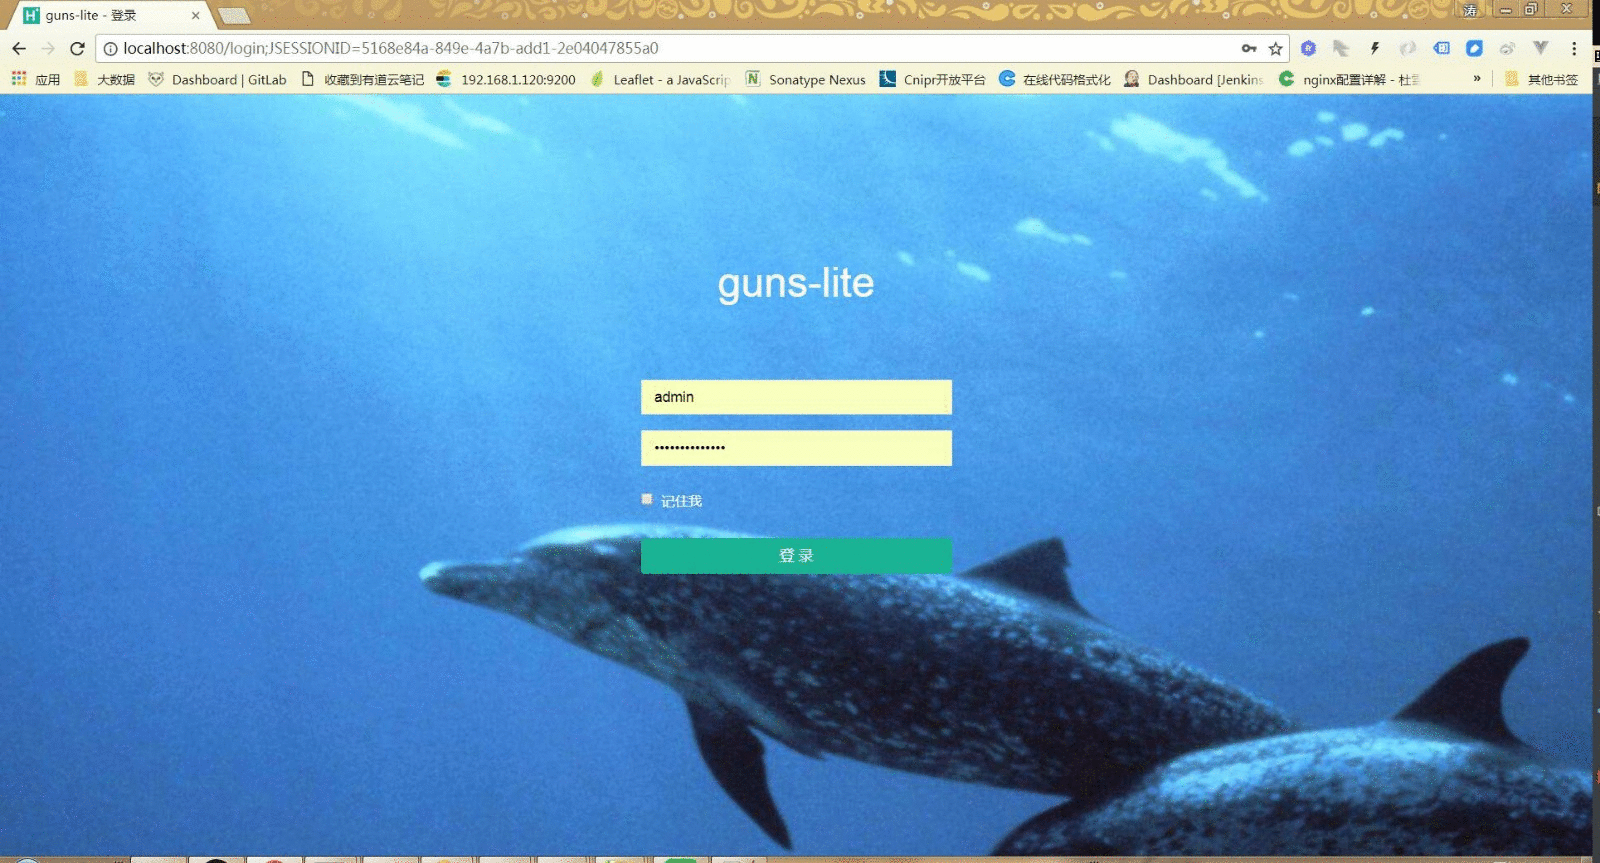 guns-lite - 登录
涛
localhost:8080/login;JSESSIONID=5168e84a-849e-4a7b-add1-2e04047855a0
应用 大数据 Dashboard | GitLab 收藏到有道云笔记 192.168.1.120:9200 Leaflet - a JavaScrip Sonatype Nexus Cnipr开放平台 在线代码格式化 Dashboard [Jenkins nginx配置详解 - 杜 » 其他书签
guns-lite
admin
••••••••••••••
记住我
登 录